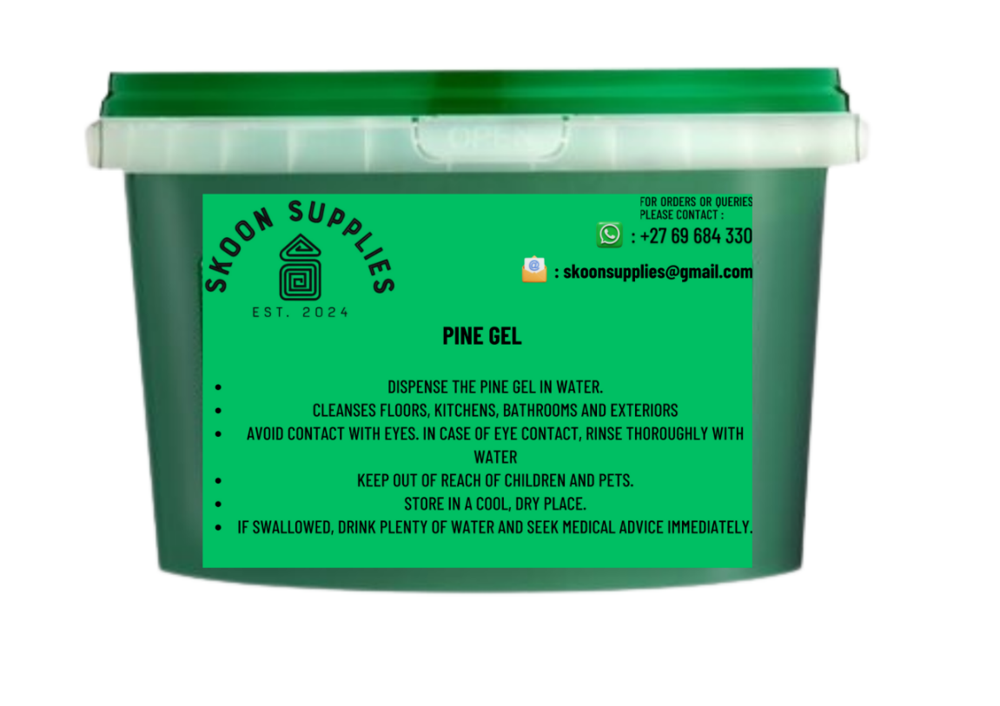 OPEN
SKOON SUPPLIES
EST. 2024
FOR ORDERS OR QUERIES
PLEASE CONTACT :
: +27 69 684 330
: skoonsupplies@gmail.com
PINE GEL
• DISPENSE THE PINE GEL IN WATER.
• CLEANSES FLOORS, KITCHENS, BATHROOMS AND EXTERIORS
• AVOID CONTACT WITH EYES. IN CASE OF EYE CONTACT, RINSE THOROUGHLY WITH
WATER
• KEEP OUT OF REACH OF CHILDREN AND PETS.
• STORE IN A COOL, DRY PLACE.
• IF SWALLOWED, DRINK PLENTY OF WATER AND SEEK MEDICAL ADVICE IMMEDIATELY.